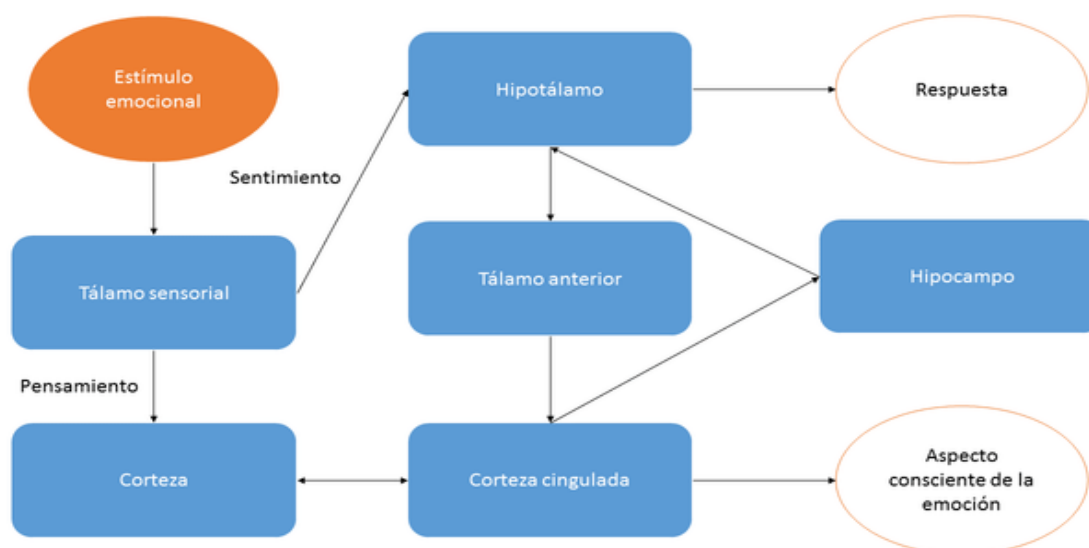 Estímulo
emocional
Hipotálamo
Respuesta
Sentimiento
Tálamo sensorial
Tálamo anterior
Hipocampo
Pensamiento
Corteza
Corteza cingulada
Aspecto
consciente de la
emoción